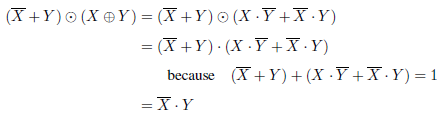 (X̅ + Y) ⊙ (X ⊕ Y) = (X̅ + Y) ⊙ (X · Y̅ + X̅ · Y)
= (X̅ + Y) · (X · Y̅ + X̅ · Y)
because (X̅ + Y) + (X · Y̅ + X̅ · Y) = 1
= X̅ · Y